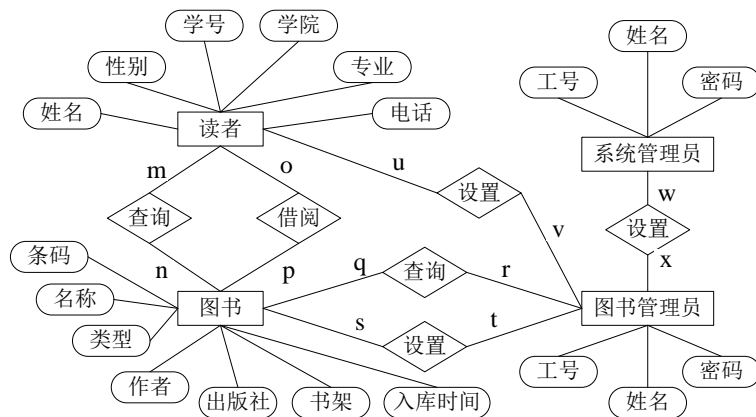 学号 学院 姓名
性别 专业 工号 密码
姓名 读者 电话 系统管理员
m o u 设置 w
查询 借阅 v 设置
条码 n p q 查询 r x
名称 图书 图书管理员
类型 s 设置 t
作者 出版社 书架 入库时间 工号 姓名 密码